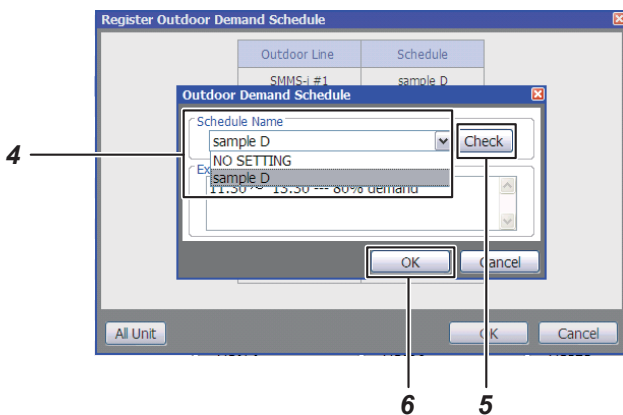 Register Outdoor Demand Schedule
Outdoor Line Schedule
SMMS-i #1 sample D
Outdoor Demand Schedule
Schedule Name
sample D
Check
NO SETTING
sample D
Ex
11:30 ~ 13:30 --- 80% demand
OK Cancel
All Unit
OK Cancel
4
6
5